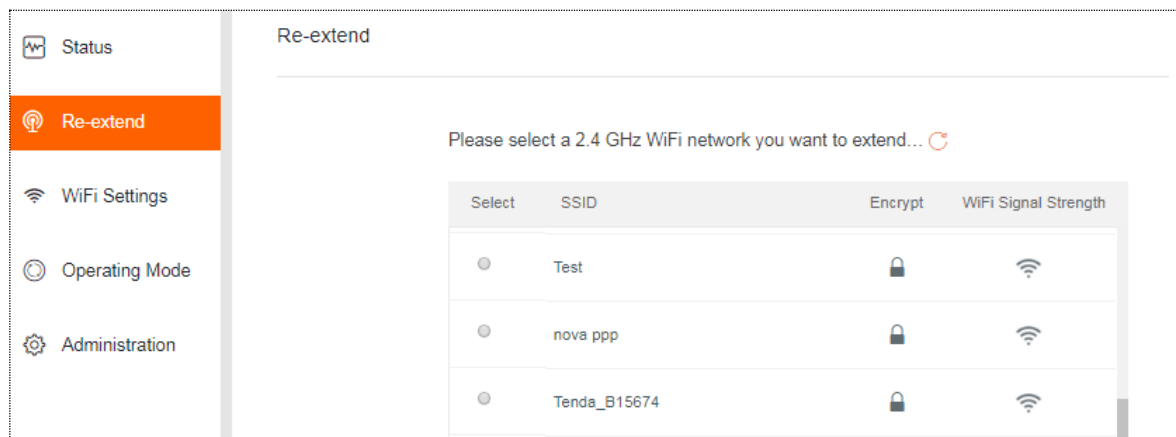 Status
Re-extend
WiFi Settings
Operating Mode
Administration
Re-extend
Please select a 2.4 GHz WiFi network you want to extend...
Select SSID Encrypt WiFi Signal Strength
Test
nova ppp
Tenda_B15674